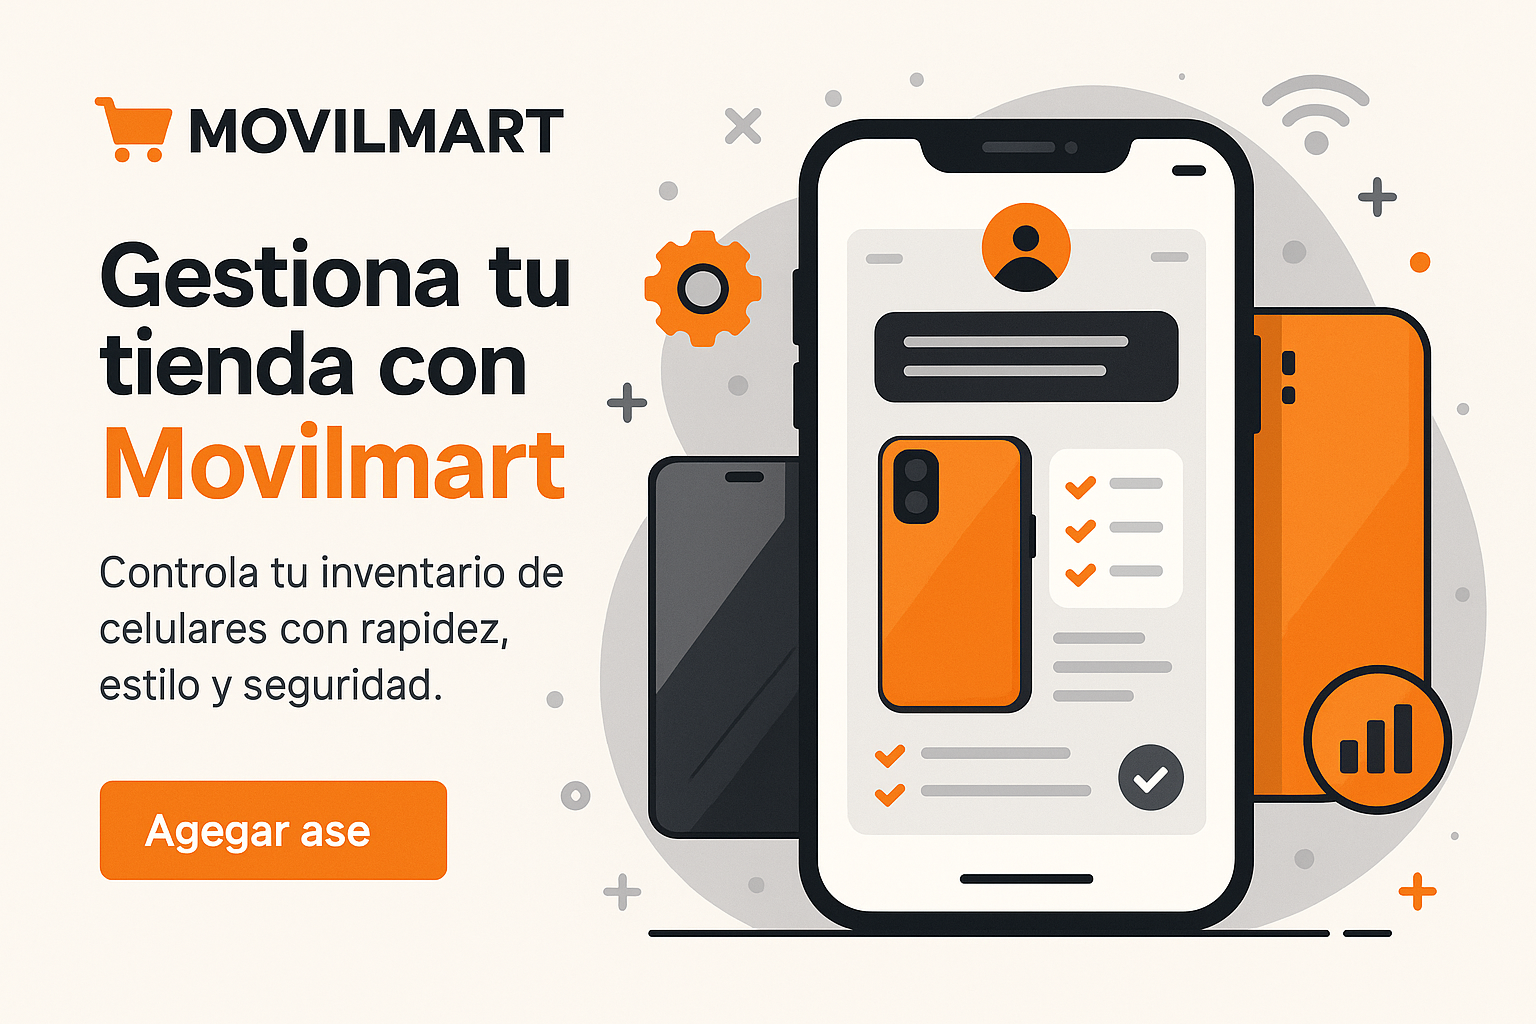 MOVILMART
Gestiona tu
tienda con
Movilmart
Controla tu inventario de
celulares con rapidez,
estilo y seguridad.
Agegar ase